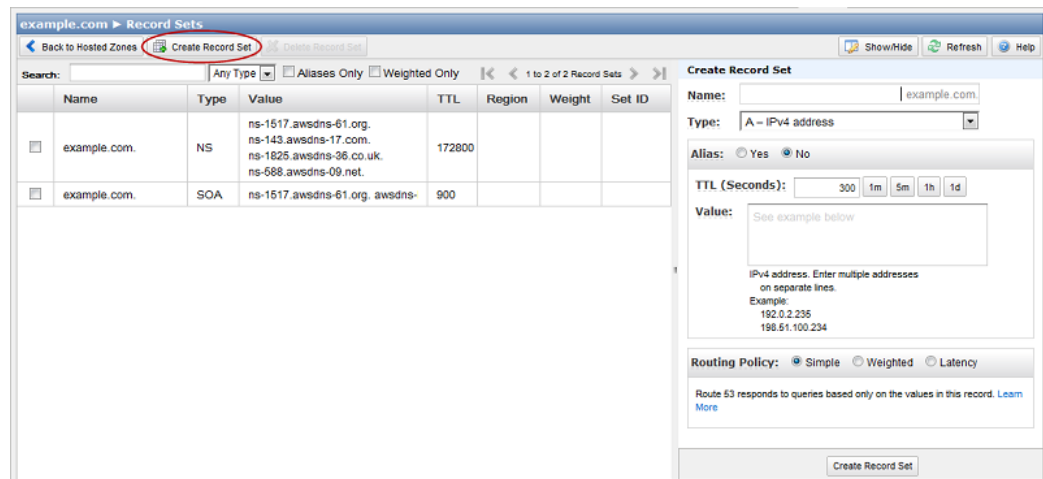 example.com ► Record Sets
Back to Hosted Zones
Create Record Set
Delete Record Set
Show/Hide
Refresh
Help
Search:
Any Type
Aliases Only
Weighted Only
1 to 2 of 2 Record Sets
Name Type Value TTL Region Weight Set ID
example.com. NS
ns-1517.awsdns-61.org.
ns-143.awsdns-17.com.
ns-1825.awsdns-36.co.uk.
ns-588.awsdns-09.net.
172800
example.com. SOA ns-1517.awsdns-61.org. awsdns- 900
Create Record Set
Name: example.com.
Type: A – IPv4 address
Alias: Yes No
TTL (Seconds): 300 1m 5m 1h 1d
Value: See example below
IPv4 address. Enter multiple addresses
on separate lines.
Example:
192.0.2.235
198.51.100.234
Routing Policy: Simple Weighted Latency
Route 53 responds to queries based only on the values in this record. Learn
More
Create Record Set